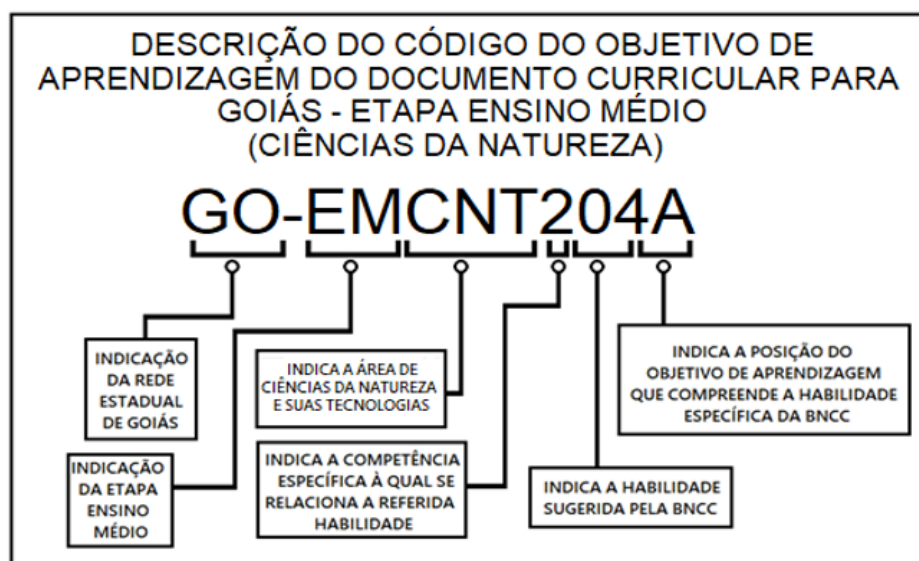 DESCRIÇÃO DO CÓDIGO DO OBJETIVO DE
APRENDIZAGEM DO DOCUMENTO CURRICULAR PARA
GOIÁS - ETAPA ENSINO MÉDIO
(CIÊNCIAS DA NATUREZA)
GO-EMCNT204A
INDICAÇÃO
DA REDE
ESTADUAL
DE GOIÁS
INDICAÇÃO
DA ETAPA
ENSINO
MÉDIO
INDICA A ÁREA DE
CIÊNCIAS DA NATUREZA
E SUAS TECNOLOGIAS
INDICA A COMPETÊNCIA
ESPECÍFICA À QUAL SE
RELACIONA A REFERIDA
HABILIDADE
INDICA A HABILIDADE
SUGERIDA PELA BNCC
INDICA A POSIÇÃO DO
OBJETIVO DE APRENDIZAGEM
QUE COMPREENDE A HABILIDADE
ESPECÍFICA DA BNCC